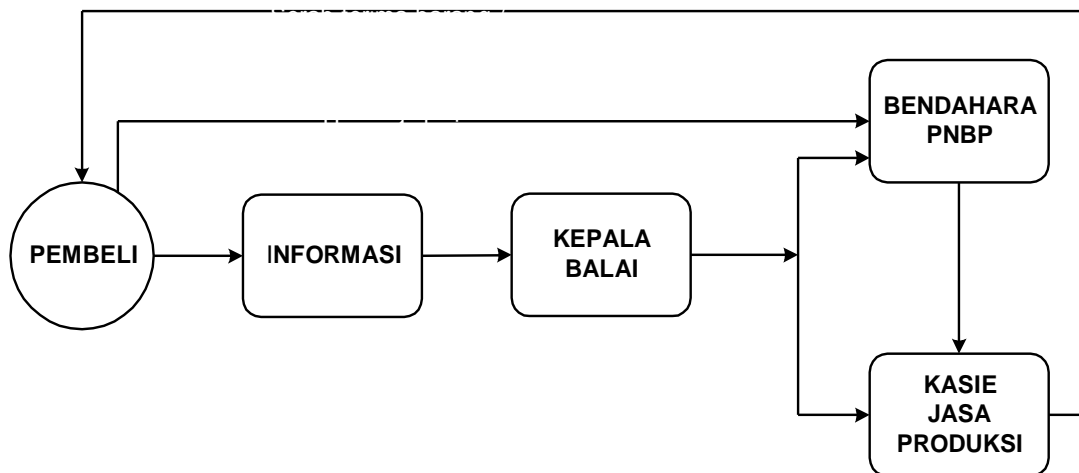 BENDAHARA
PNBP
PEMBELI
INFORMASI
KEPALA
BALAI
KASIE
JASA
PRODUKSI